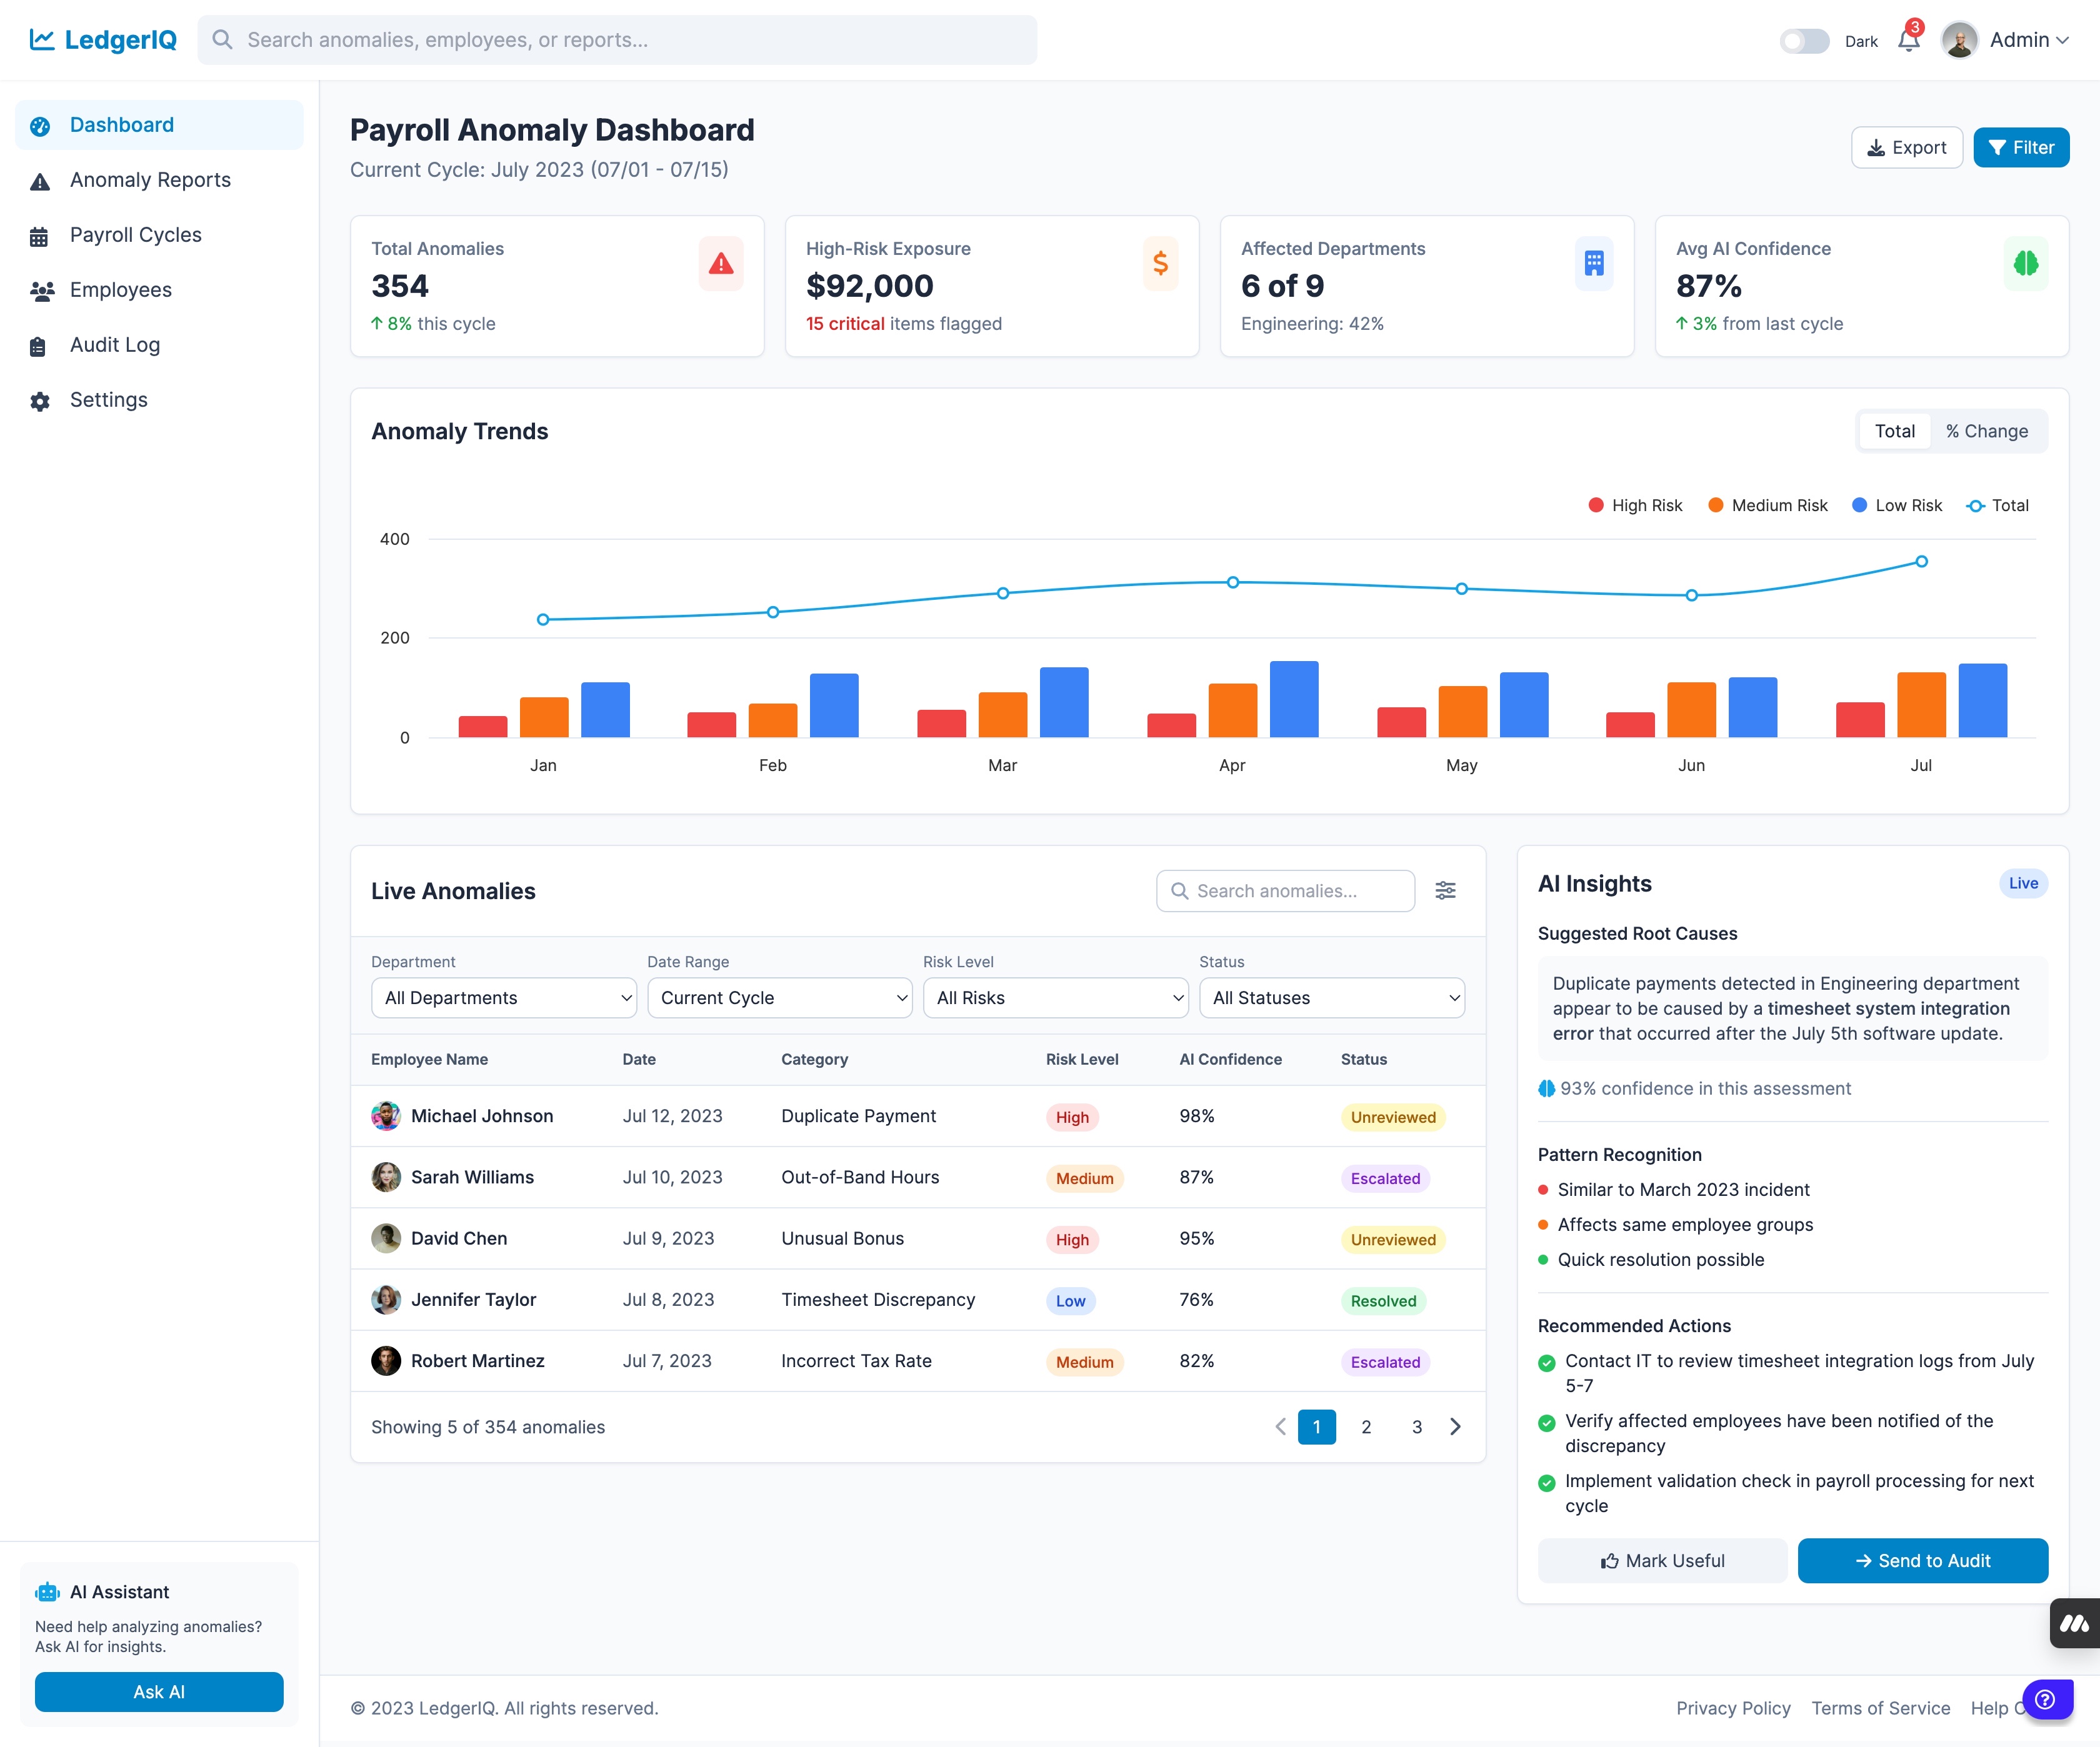 LedgerIQ
Search anomalies, employees, or reports...
Dark
3
Admin
Dashboard
Anomaly Reports
Payroll Cycles
Employees
Audit Log
Settings
AI Assistant
Need help analyzing anomalies?
Ask AI for insights.
Ask AI
Payroll Anomaly Dashboard
Current Cycle: July 2023 (07/01 - 07/15)
Export
Filter
Total Anomalies
354
8% this cycle
High-Risk Exposure
$92,000
15 critical items flagged
Affected Departments
6 of 9
Engineering: 42%
Avg AI Confidence
87%
3% from last cycle
Anomaly Trends
Total
% Change
High Risk
Medium Risk
Low Risk
Total
400
200
0
Jan
Feb
Mar
Apr
May
Jun
Jul
Live Anomalies
Search anomalies...
Department
Date Range
Risk Level
Status
All Departments
Current Cycle
All Risks
All Statuses
Employee Name Date Category Risk Level AI Confidence Status
Michael Johnson Jul 12, 2023 Duplicate Payment High 98% Unreviewed
Sarah Williams Jul 10, 2023 Out-of-Band Hours Medium 87% Escalated
David Chen Jul 9, 2023 Unusual Bonus High 95% Unreviewed
Jennifer Taylor Jul 8, 2023 Timesheet Discrepancy Low 76% Resolved
Robert Martinez Jul 7, 2023 Incorrect Tax Rate Medium 82% Escalated
Showing 5 of 354 anomalies
1 2 3
AI Insights
Live
Suggested Root Causes
Duplicate payments detected in Engineering department
appear to be caused by a timesheet system integration
error that occurred after the July 5th software update.
93% confidence in this assessment
Pattern Recognition
Similar to March 2023 incident
Affects same employee groups
Quick resolution possible
Recommended Actions
Contact IT to review timesheet integration logs from July
5-7
Verify affected employees have been notified of the
discrepancy
Implement validation check in payroll processing for next
cycle
Mark Useful
Send to Audit
© 2023 LedgerIQ. All rights reserved.
Privacy Policy
Terms of Service
Help